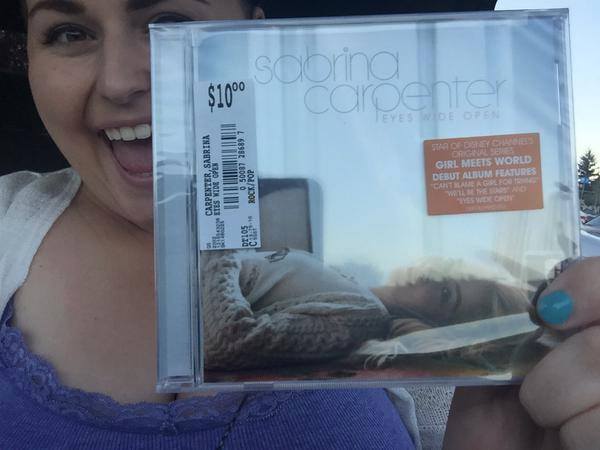 sabrina
carpenter
EYES WIDE OPEN
$10⁰⁰
CARPENTER,SABRINA
EYES WIDE OPEN
0 50087 28689 7
ROCK/POP
DF105
STAR OF DISNEY CHANNEL'S
ORIGINAL SERIES
GIRL MEETS WORLD
DEBUT ALBUM FEATURES
"CAN'T BLAME A GIRL FOR TRYING"
"WE'LL BE THE STARS" AND
"EYES WIDE OPEN"